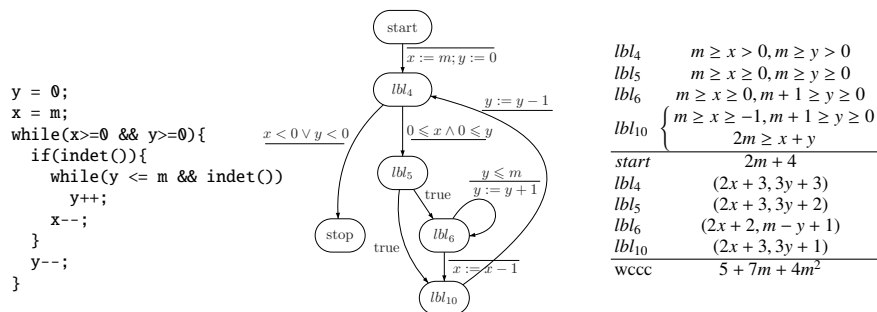 y = 0;
x = m;
while(x>=0 && y>=0){
if(indet()){
while(y <= m && indet())
y++;
x--;
}
y--;
}
start
x := m; y := 0
lbl4
y := y − 1
x < 0 ∨ y < 0
0 ⩽ x ∧ 0 ⩽ y
lbl5
true
y ⩽ m
y := y + 1
stop
true
lbl6
x := x − 1
lbl10
lbl4 m ≥ x > 0, m ≥ y > 0
lbl5 m ≥ x ≥ 0, m ≥ y ≥ 0
lbl6 m ≥ x ≥ 0, m + 1 ≥ y ≥ 0
lbl10 { m ≥ x ≥ −1, m + 1 ≥ y ≥ 0
2m ≥ x + y
start 2m + 4
lbl4 (2x + 3, 3y + 3)
lbl5 (2x + 3, 3y + 2)
lbl6 (2x + 2, m − y + 1)
lbl10 (2x + 3, 3y + 1)
wccc 5 + 7m + 4m²